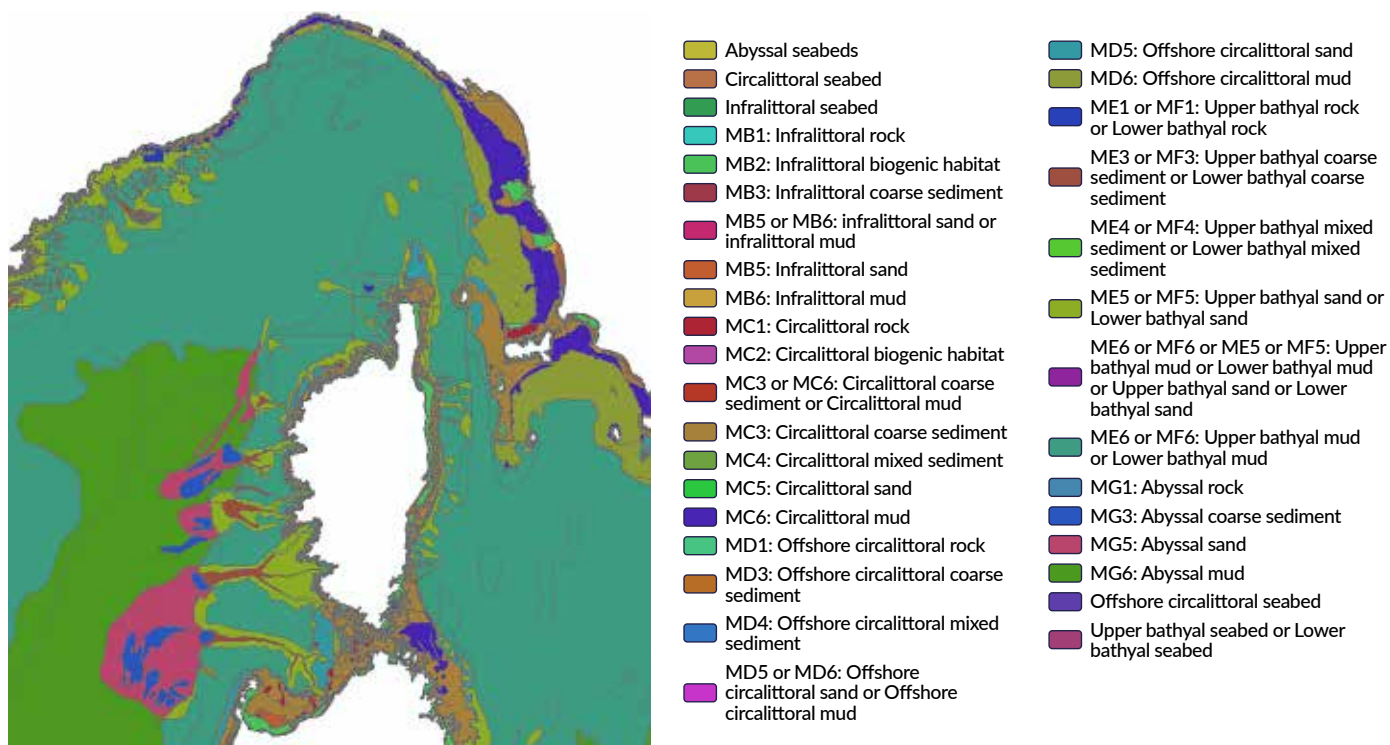 Abyssal seabeds
Circalittoral seabed
Infralittoral seabed
MB1: Infralittoral rock
MB2: Infralittoral biogenic habitat
MB3: Infralittoral coarse sediment
MB5 or MB6: infralittoral sand or
infralittoral mud
MB5: Infralittoral sand
MB6: Infralittoral mud
MC1: Circalittoral rock
MC2: Circalittoral biogenic habitat
MC3 or MC6: Circalittoral coarse
sediment or Circalittoral mud
MC3: Circalittoral coarse sediment
MC4: Circalittoral mixed sediment
MC5: Circalittoral sand
MC6: Circalittoral mud
MD1: Offshore circalittoral rock
MD3: Offshore circalittoral coarse
sediment
MD4: Offshore circalittoral mixed
sediment
MD5 or MD6: Offshore
circalittoral sand or Offshore
circalittoral mud
MD5: Offshore circalittoral sand
MD6: Offshore circalittoral mud
ME1 or MF1: Upper bathyal rock
or Lower bathyal rock
ME3 or MF3: Upper bathyal coarse
sediment or Lower bathyal coarse
sediment
ME4 or MF4: Upper bathyal mixed
sediment or Lower bathyal mixed
sediment
ME5 or MF5: Upper bathyal sand or
Lower bathyal sand
ME6 or MF6 or ME5 or MF5: Upper
bathyal mud or Lower bathyal mud
or Upper bathyal sand or Lower
bathyal sand
ME6 or MF6: Upper bathyal mud
or Lower bathyal mud
MG1: Abyssal rock
MG3: Abyssal coarse sediment
MG5: Abyssal sand
MG6: Abyssal mud
Offshore circalittoral seabed
Upper bathyal seabed or Lower
bathyal seabed